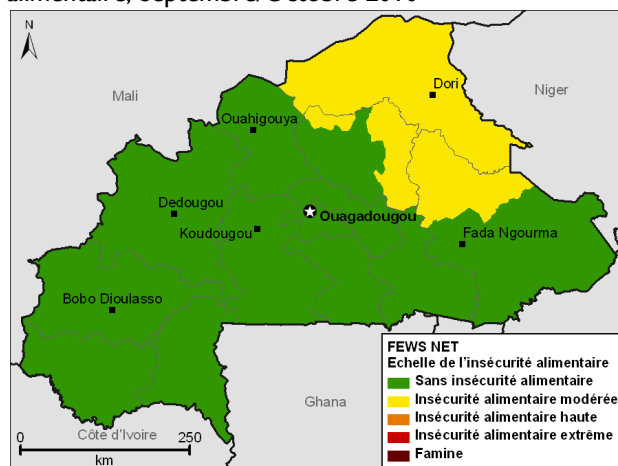 N
Mali
Niger
Dori
Ouahigouya
Dedougou
Ouagadougou
Koudougou
Fada Ngourma
Bobo Dioulasso
Ghana
Côte d'Ivoire
0 250
km
FEWS NET
Echelle de l'insécurité alimentaire
Sans insécurité alimentaire
Insécurité alimentaire modérée
Insécurité alimentaire haute
Insécurité alimentaire extrême
Famine